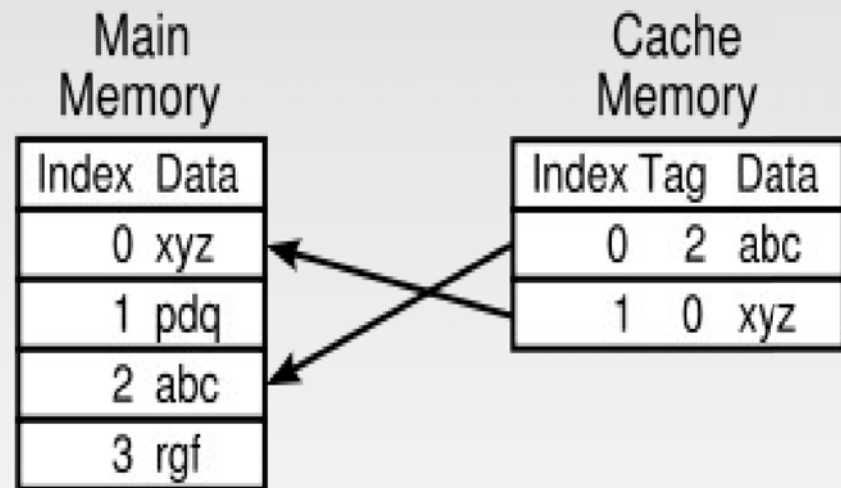 Main
Memory
Index Data
0 xyz
1 pdq
2 abc
3 rgf
Cache
Memory
Index Tag Data
0 2 abc
1 0 xyz